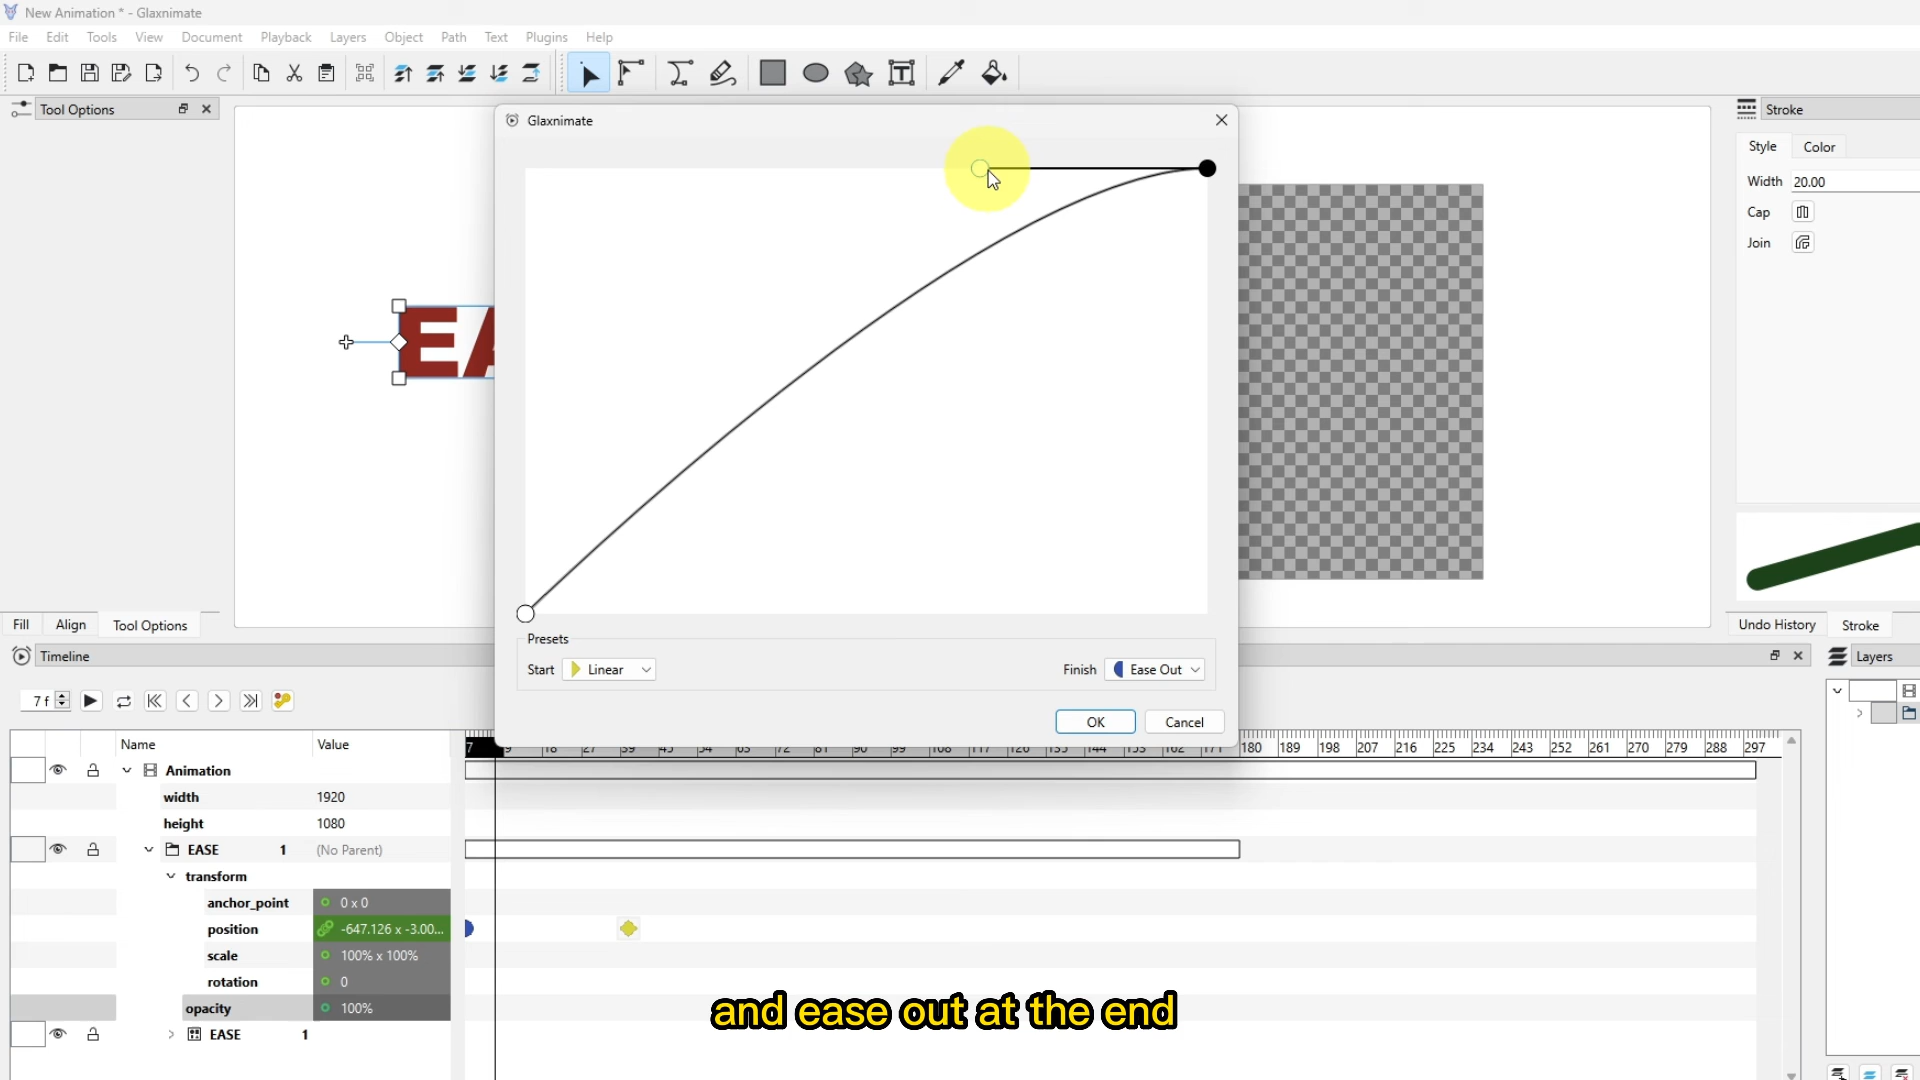 New Animation * - Glaxnimate
File Edit Tools View Document Playback Layers Object Path Text Plugins Help
Tool Options
Glaxnimate
Stroke
Style Color
Width 20.00
Cap
Join
EA
Presets
Start Linear
Finish Ease Out
OK Cancel
Fill Align Tool Options
Undo History Stroke
Timeline
Layers
7 f
Name Value
180 189 198 207 216 225 234 243 252 261 270 279 288 297
Animation
width 1920
height 1080
EASE 1 (No Parent)
transform
anchor_point 0 x 0
position -647.126 x -3.00...
scale 100% x 100%
rotation 0
opacity 100%
EASE 1
and ease out at the end